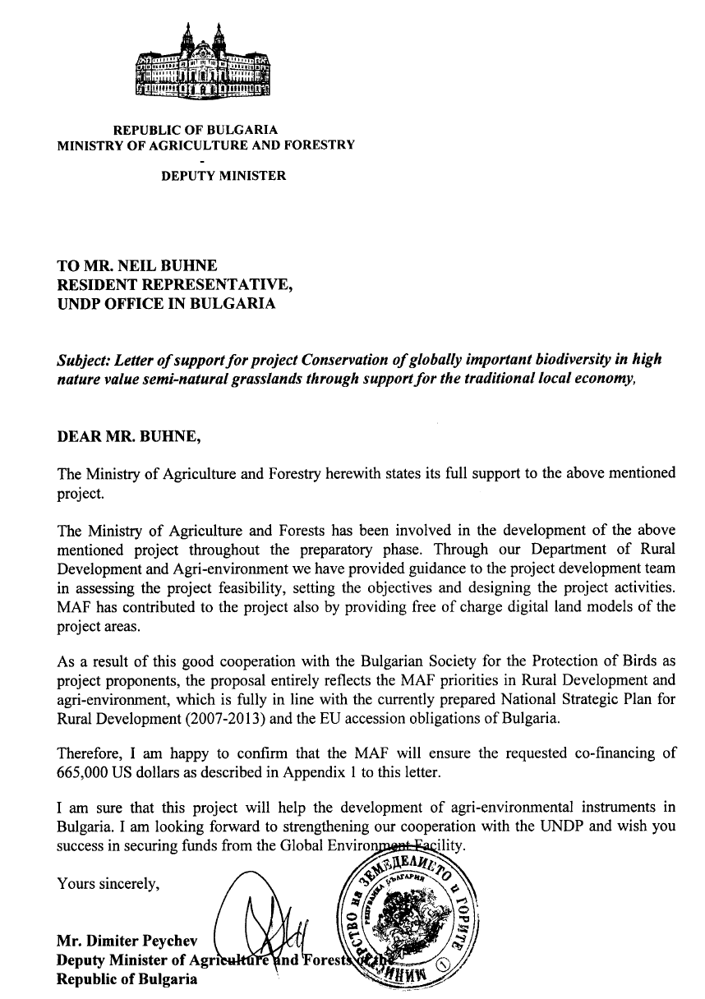 REPUBLIC OF BULGARIA
MINISTRY OF AGRICULTURE AND FORESTRY
-
DEPUTY MINISTER
TO MR. NEIL BUHNE
RESIDENT REPRESENTATIVE,
UNDP OFFICE IN BULGARIA
Subject: Letter of support for project Conservation of globally important biodiversity in high
nature value semi-natural grasslands through support for the traditional local economy,
DEAR MR. BUHNE,
The Ministry of Agriculture and Forestry herewith states its full support to the above mentioned
project.
The Ministry of Agriculture and Forests has been involved in the development of the above
mentioned project throughout the preparatory phase. Through our Department of Rural
Development and Agri-environment we have provided guidance to the project development team
in assessing the project feasibility, setting the objectives and designing the project activities.
MAF has contributed to the project also by providing free of charge digital land models of the
project areas.
As a result of this good cooperation with the Bulgarian Society for the Protection of Birds as
project proponents, the proposal entirely reflects the MAF priorities in Rural Development and
agri-environment, which is fully in line with the currently prepared National Strategic Plan for
Rural Development (2007-2013) and the EU accession obligations of Bulgaria.
Therefore, I am happy to confirm that the MAF will ensure the requested co-financing of
665,000 US dollars as described in Appendix 1 to this letter.
I am sure that this project will help the development of agri-environmental instruments in
Bulgaria. I am looking forward to strengthening our cooperation with the UNDP and wish you
success in securing funds from the Global Environment Facility.
Yours sincerely,
Mr. Dimiter Peychev
Deputy Minister of Agriculture and Forests of the
Republic of Bulgaria
МИНИСТЕРСТВО на ЗЕМЕДЕЛИЕТО и ГОРИТЕ
РЕПУБЛИКА БЪЛГАРИЯ
1